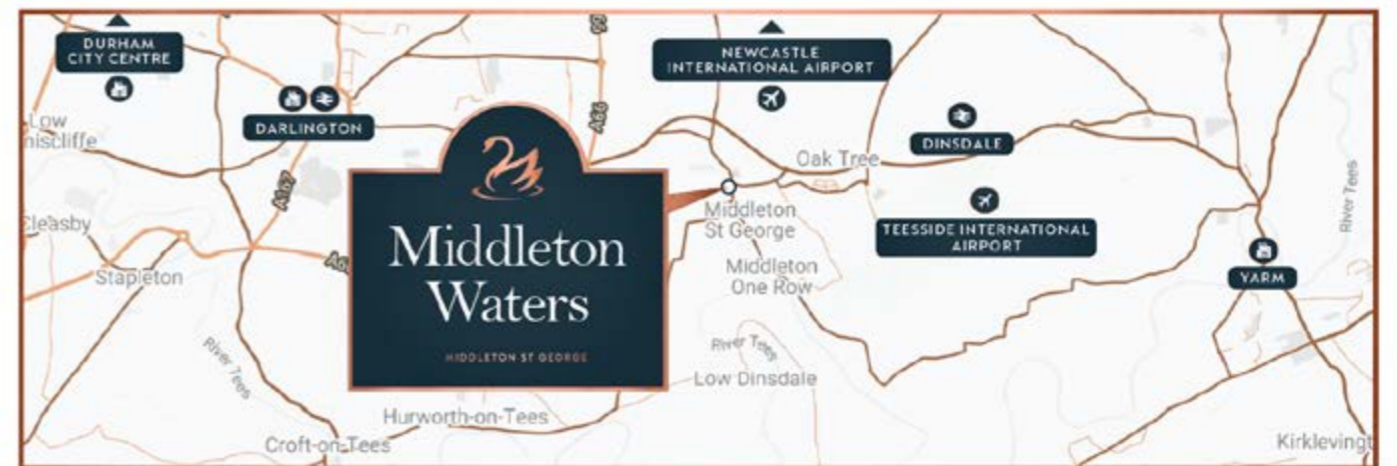 DURHAM
CITY CENTRE
NEWCASTLE
INTERNATIONAL AIRPORT
A66
DARLINGTON
Low
niscliffe
DINSDALE
Oak Tree
A167
River Tees
Cleasby
Middleton
St George
TEESSIDE INTERNATIONAL
AIRPORT
Middleton
Waters
MIDDLETON ST GEORGE
Stapleton
Middleton
One Row
YARM
River Tees
River Tees
Low Dinsdale
Hurworth-on-Tees
Croft-on-Tees
Kirklevingt